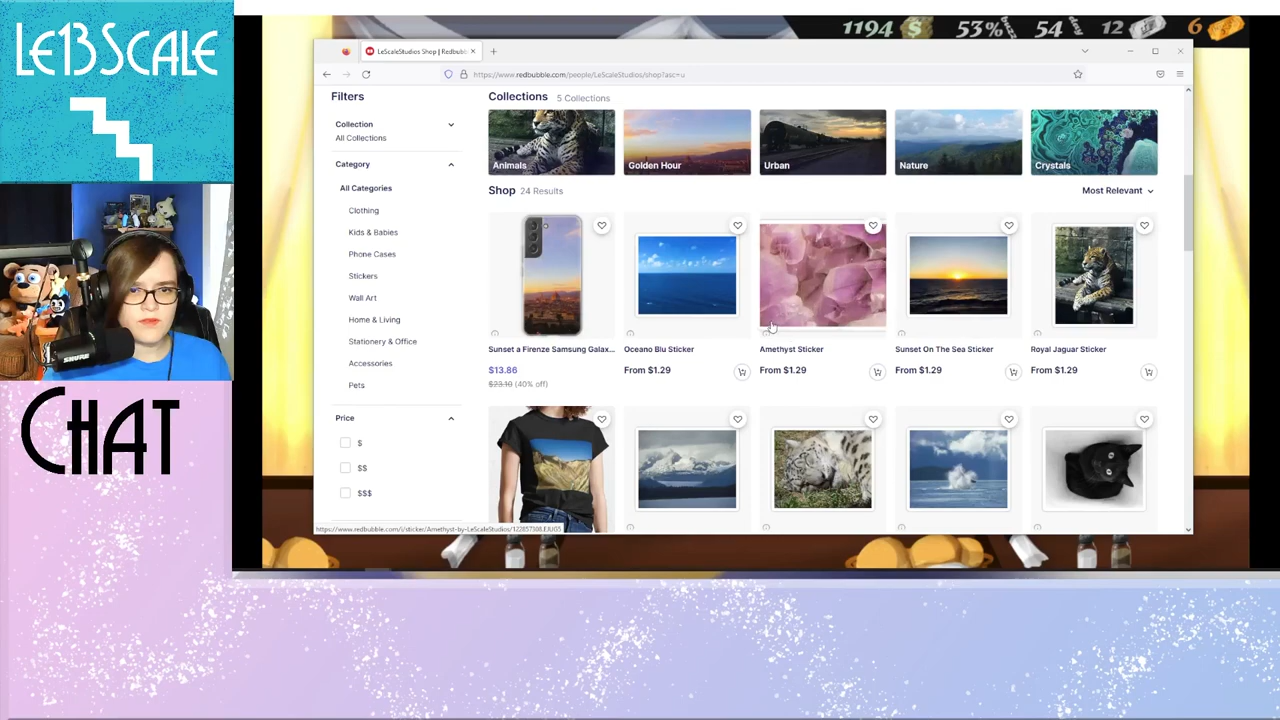 LE13SCALE
CHAT
SHURE
1194 $ 53% buzz 54 day 12 6
LeScaleStudios Shop | Redbubb
https://www.redbubble.com/people/LeScaleStudios/shop?asc=u
Filters
Collection
All Collections
Category
All Categories
Clothing
Kids & Babies
Phone Cases
Stickers
Wall Art
Home & Living
Stationery & Office
Accessories
Pets
Price
$
$$
$$$
Collections 5 Collections
Animals
Golden Hour
Urban
Nature
Crystals
Shop 24 Results
Most Relevant
Sunset a Firenze Samsung Galax...
$13.86
$23.10 (40% off)
Oceano Blu Sticker
From $1.29
Amethyst Sticker
From $1.29
Sunset On The Sea Sticker
From $1.29
Royal Jaguar Sticker
From $1.29